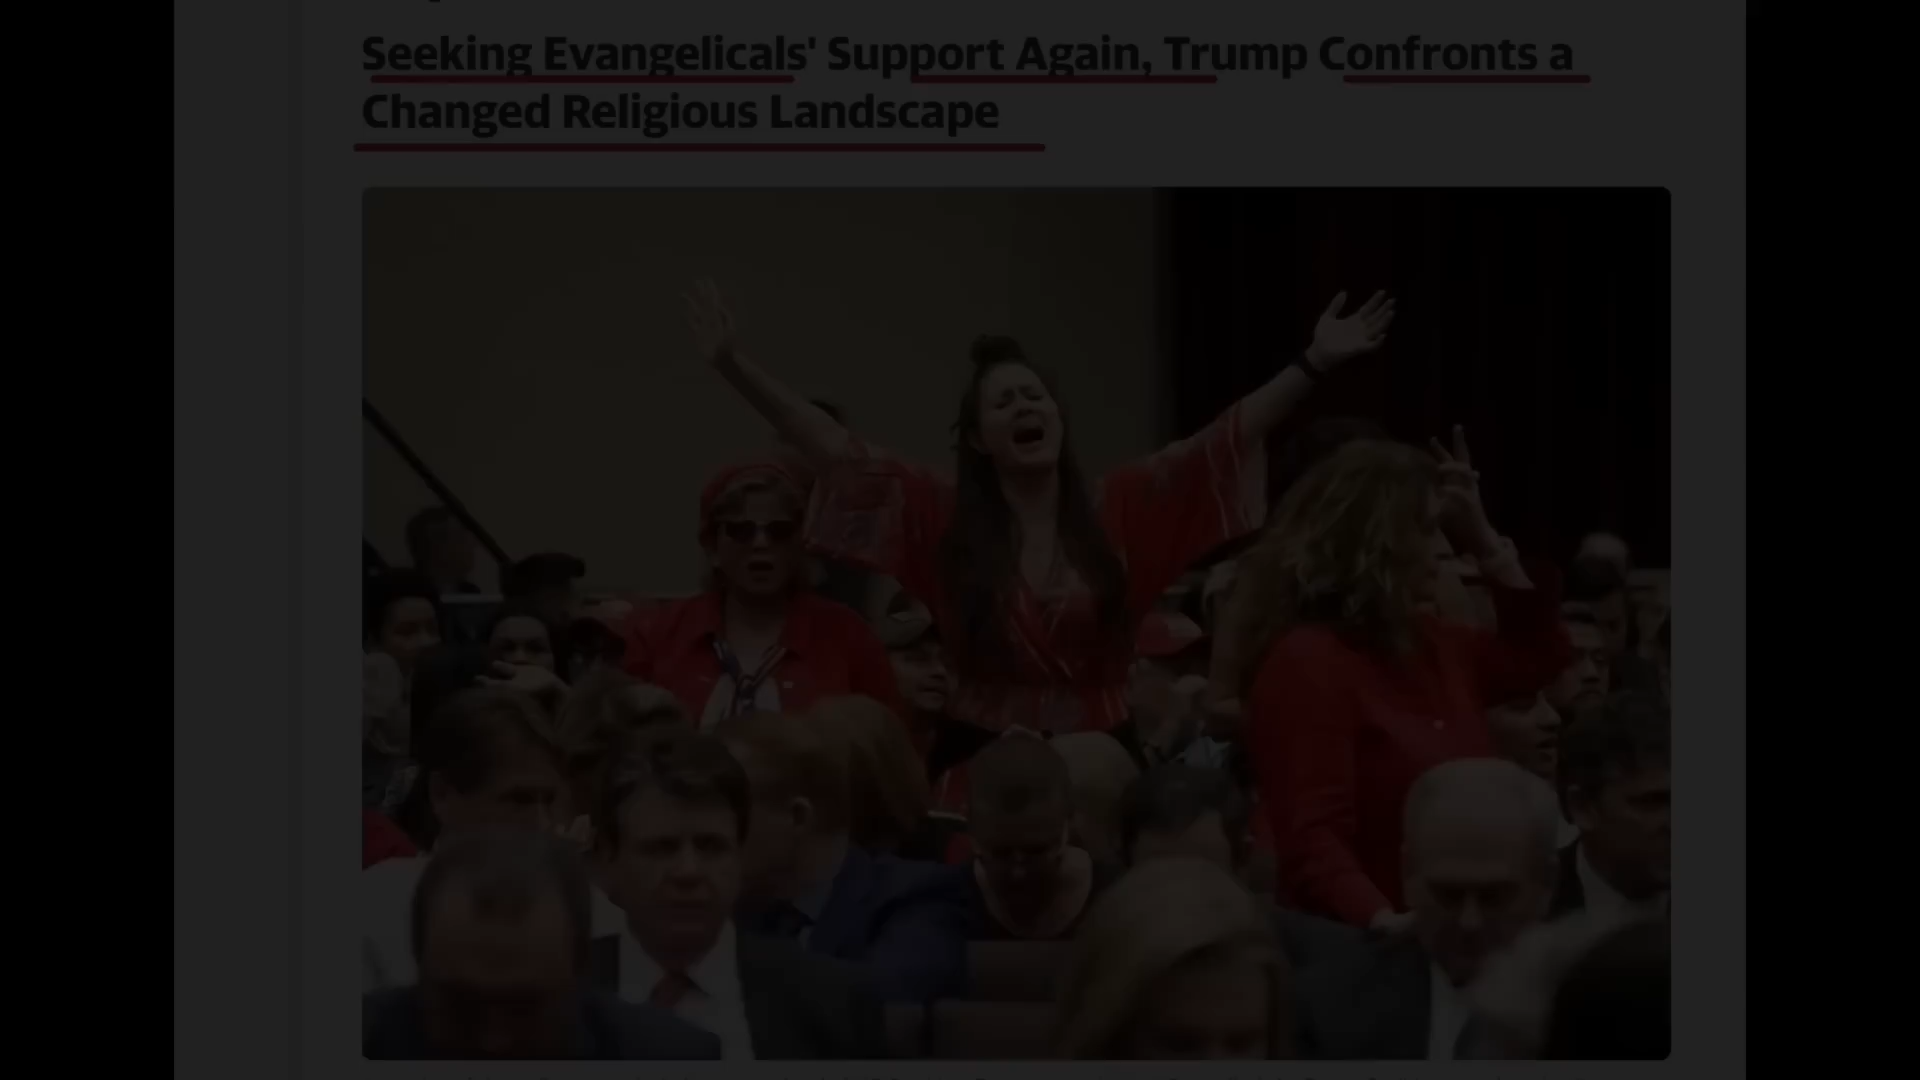 Seeking Evangelicals' Support Again, Trump Confronts a
Changed Religious Landscape